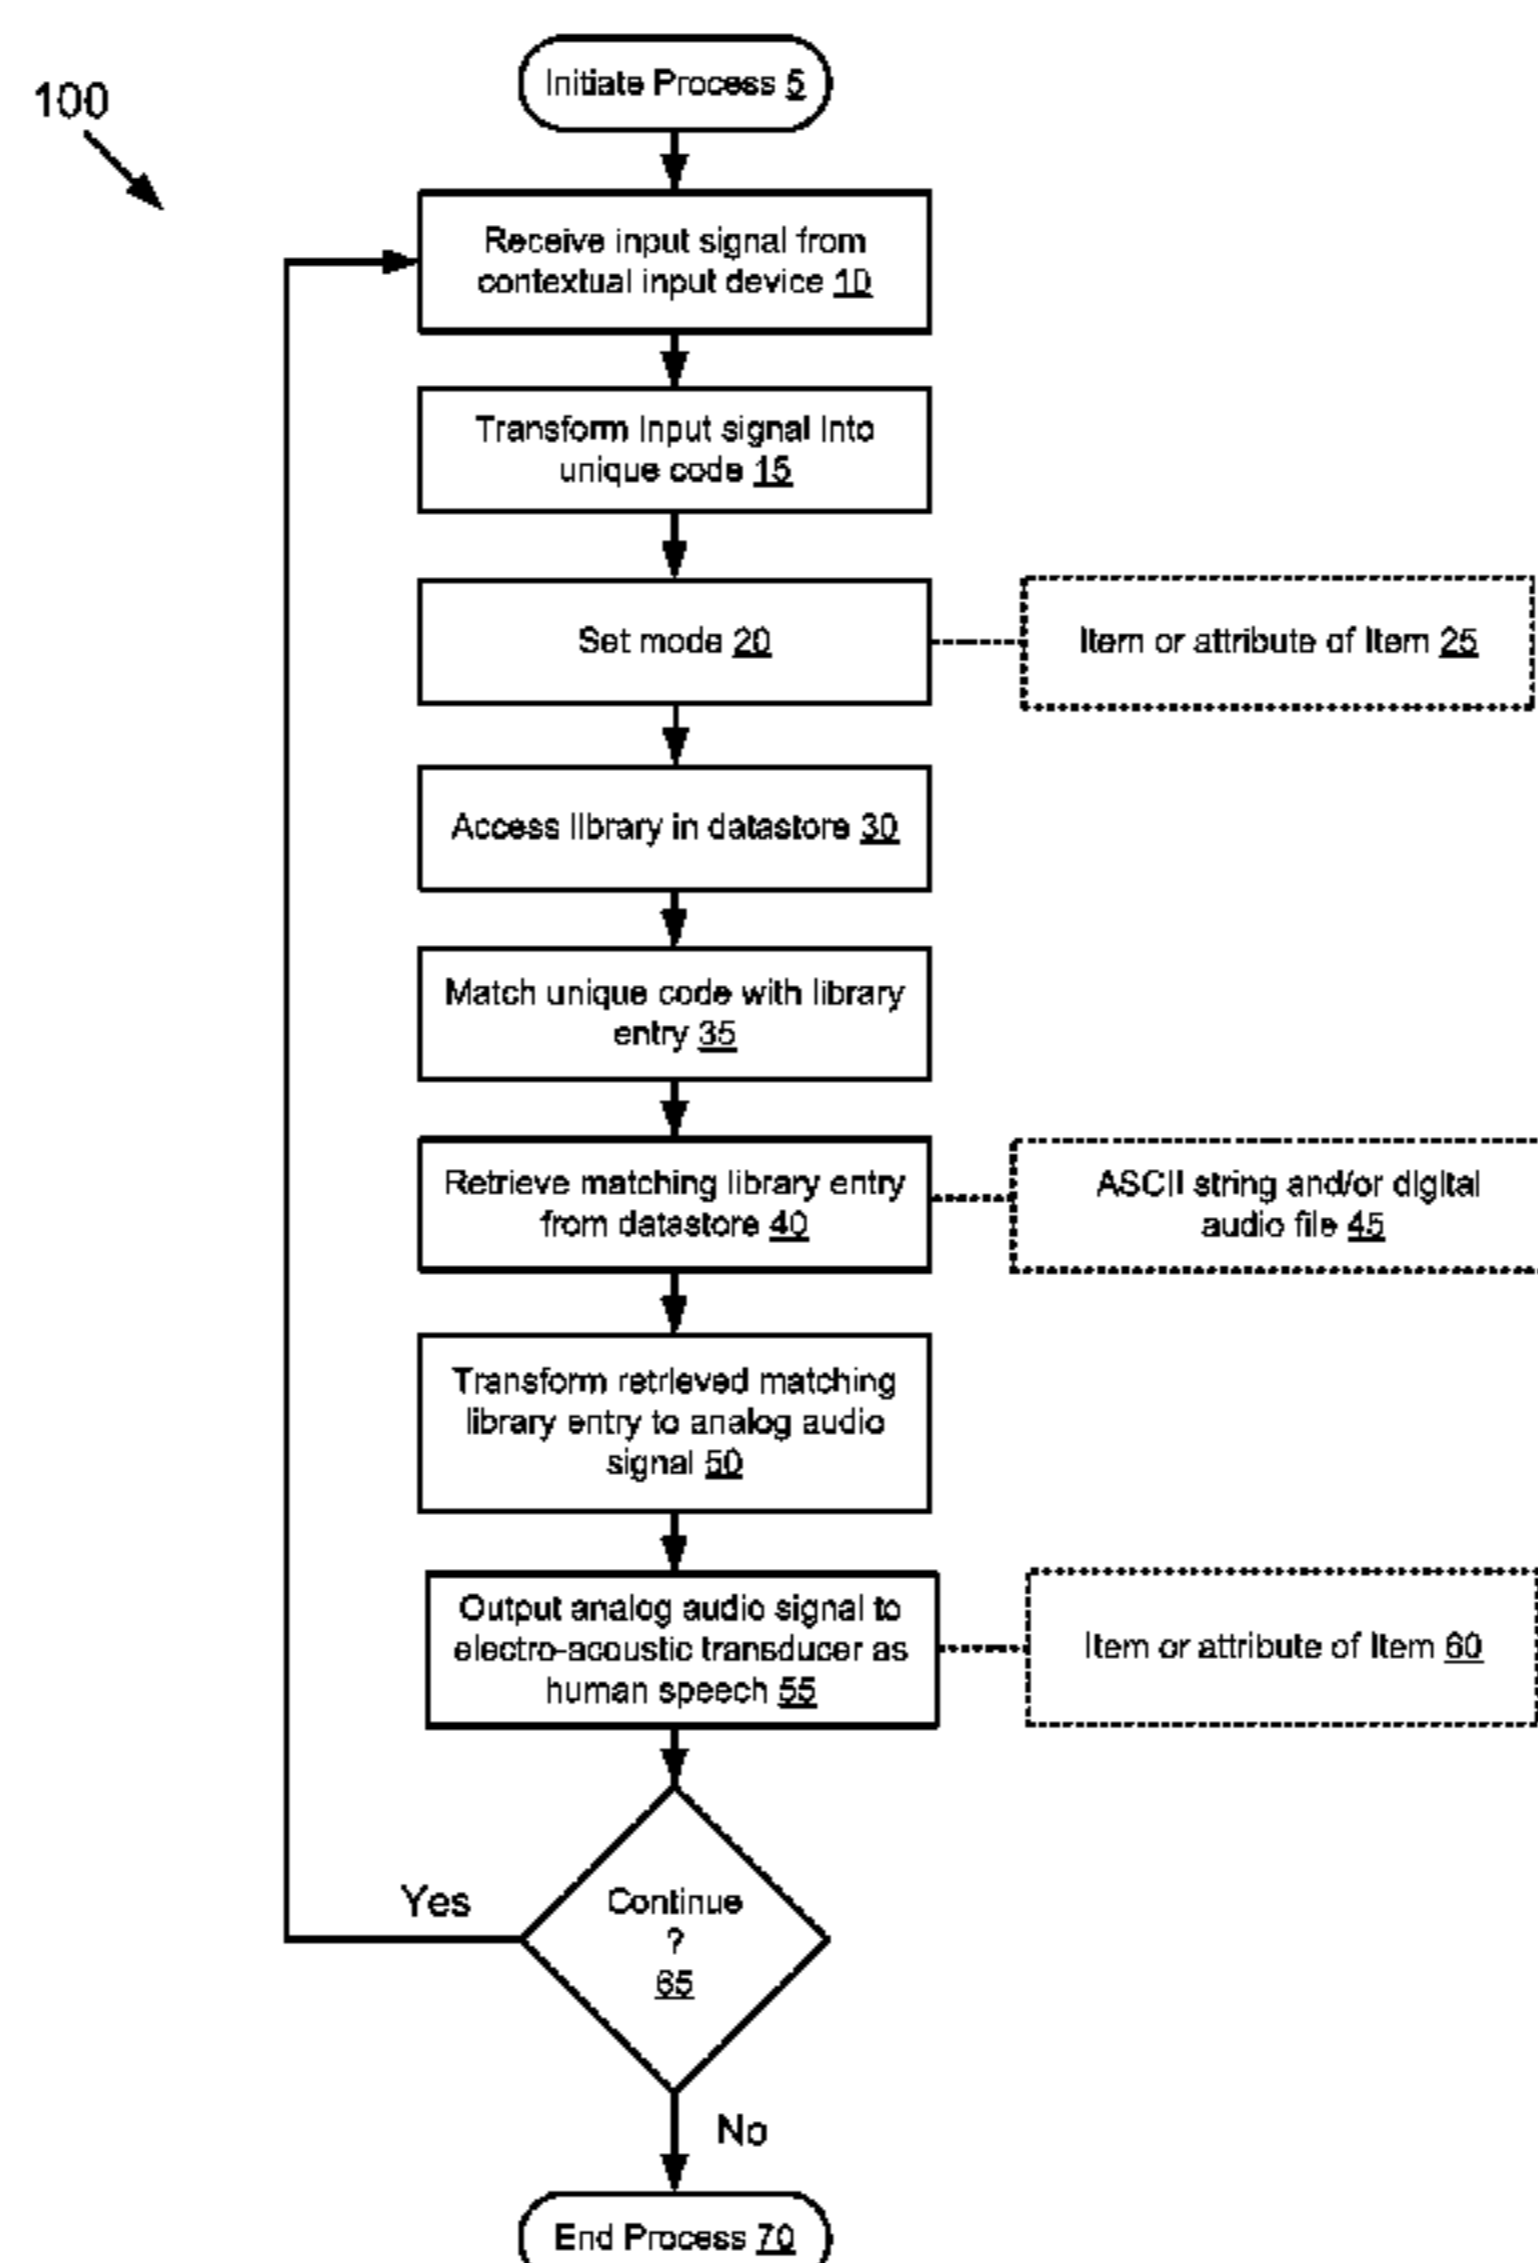 100
Initiate Process 5
Receive input signal from
contextual input device 10
Transform Input signal Into
unique code 15
Set mode 20
Item or attribute of Item 25
Access library in datastore 30
Match unique code with library
entry 35
Retrieve matching library entry
from datastore 40
ASCII string and/or digital
audio file 45
Transform retrieved matching
library entry to analog audio
signal 50
Output analog audio signal to
electro-acoustic transducer as
human speech 55
Item or attribute of Item 60
Yes
Continue
?
65
No
End Process 70